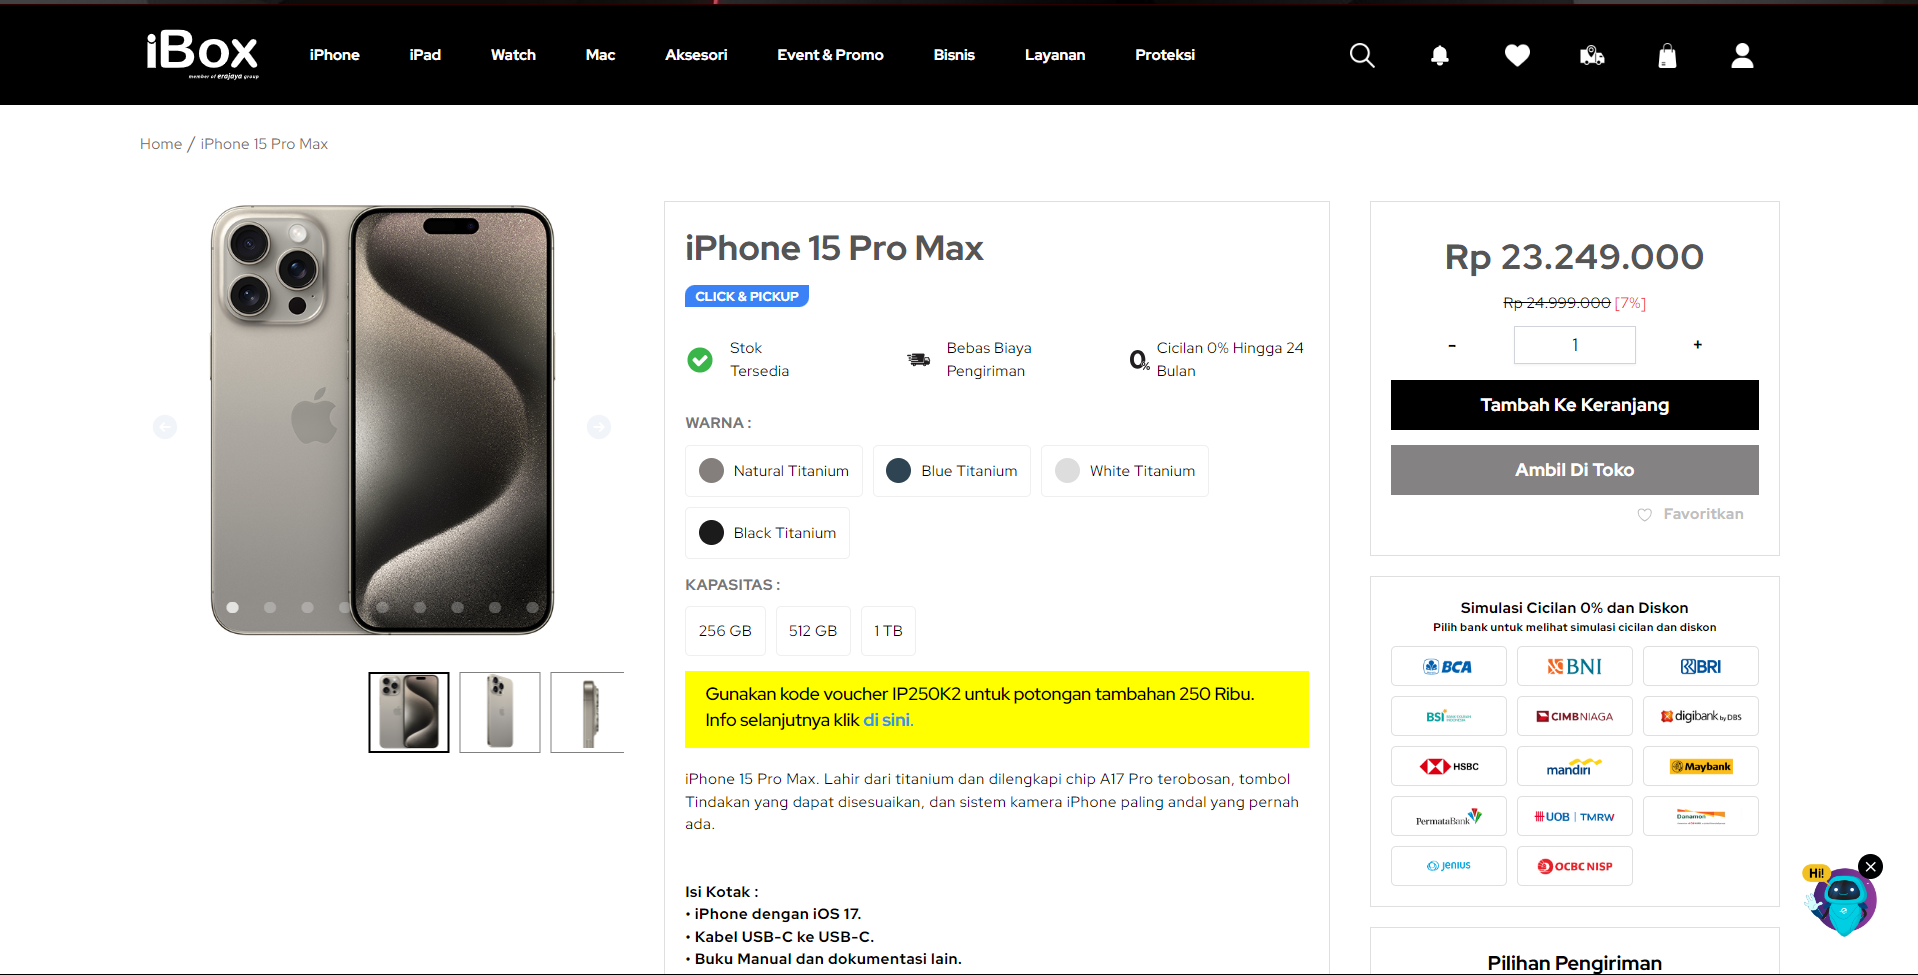 iBox
member of erajaya group
iPhone
iPad
Watch
Mac
Aksesori
Event & Promo
Bisnis
Layanan
Proteksi
Home / iPhone 15 Pro Max
iPhone 15 Pro Max
CLICK & PICKUP
Stok
Tersedia
Bebas Biaya
Pengiriman
0%
Cicilan 0% Hingga 24
Bulan
WARNA :
Natural Titanium
Blue Titanium
White Titanium
Black Titanium
KAPASITAS :
256 GB
512 GB
1 TB
Gunakan kode voucher IP250K2 untuk potongan tambahan 250 Ribu.
Info selanjutnya klik di sini.
iPhone 15 Pro Max. Lahir dari titanium dan dilengkapi chip A17 Pro terobosan, tombol
Tindakan yang dapat disesuaikan, dan sistem kamera iPhone paling andal yang pernah
ada.
Isi Kotak :
• iPhone dengan iOS 17.
• Kabel USB-C ke USB-C.
• Buku Manual dan dokumentasi lain.
Rp 23.249.000
Rp 24.999.000 [7%]
- 1 +
Tambah Ke Keranjang
Ambil Di Toko
Favoritkan
Simulasi Cicilan 0% dan Diskon
Pilih bank untuk melihat simulasi cicilan dan diskon
BCA
BNI
BRI
BSI
CIMB NIAGA
digibank by DBS
HSBC
mandiri
Maybank
PermataBank
UOB | TMRW
Danamon
Jenius
OCBC NISP
Hi!
Pilihan Pengiriman